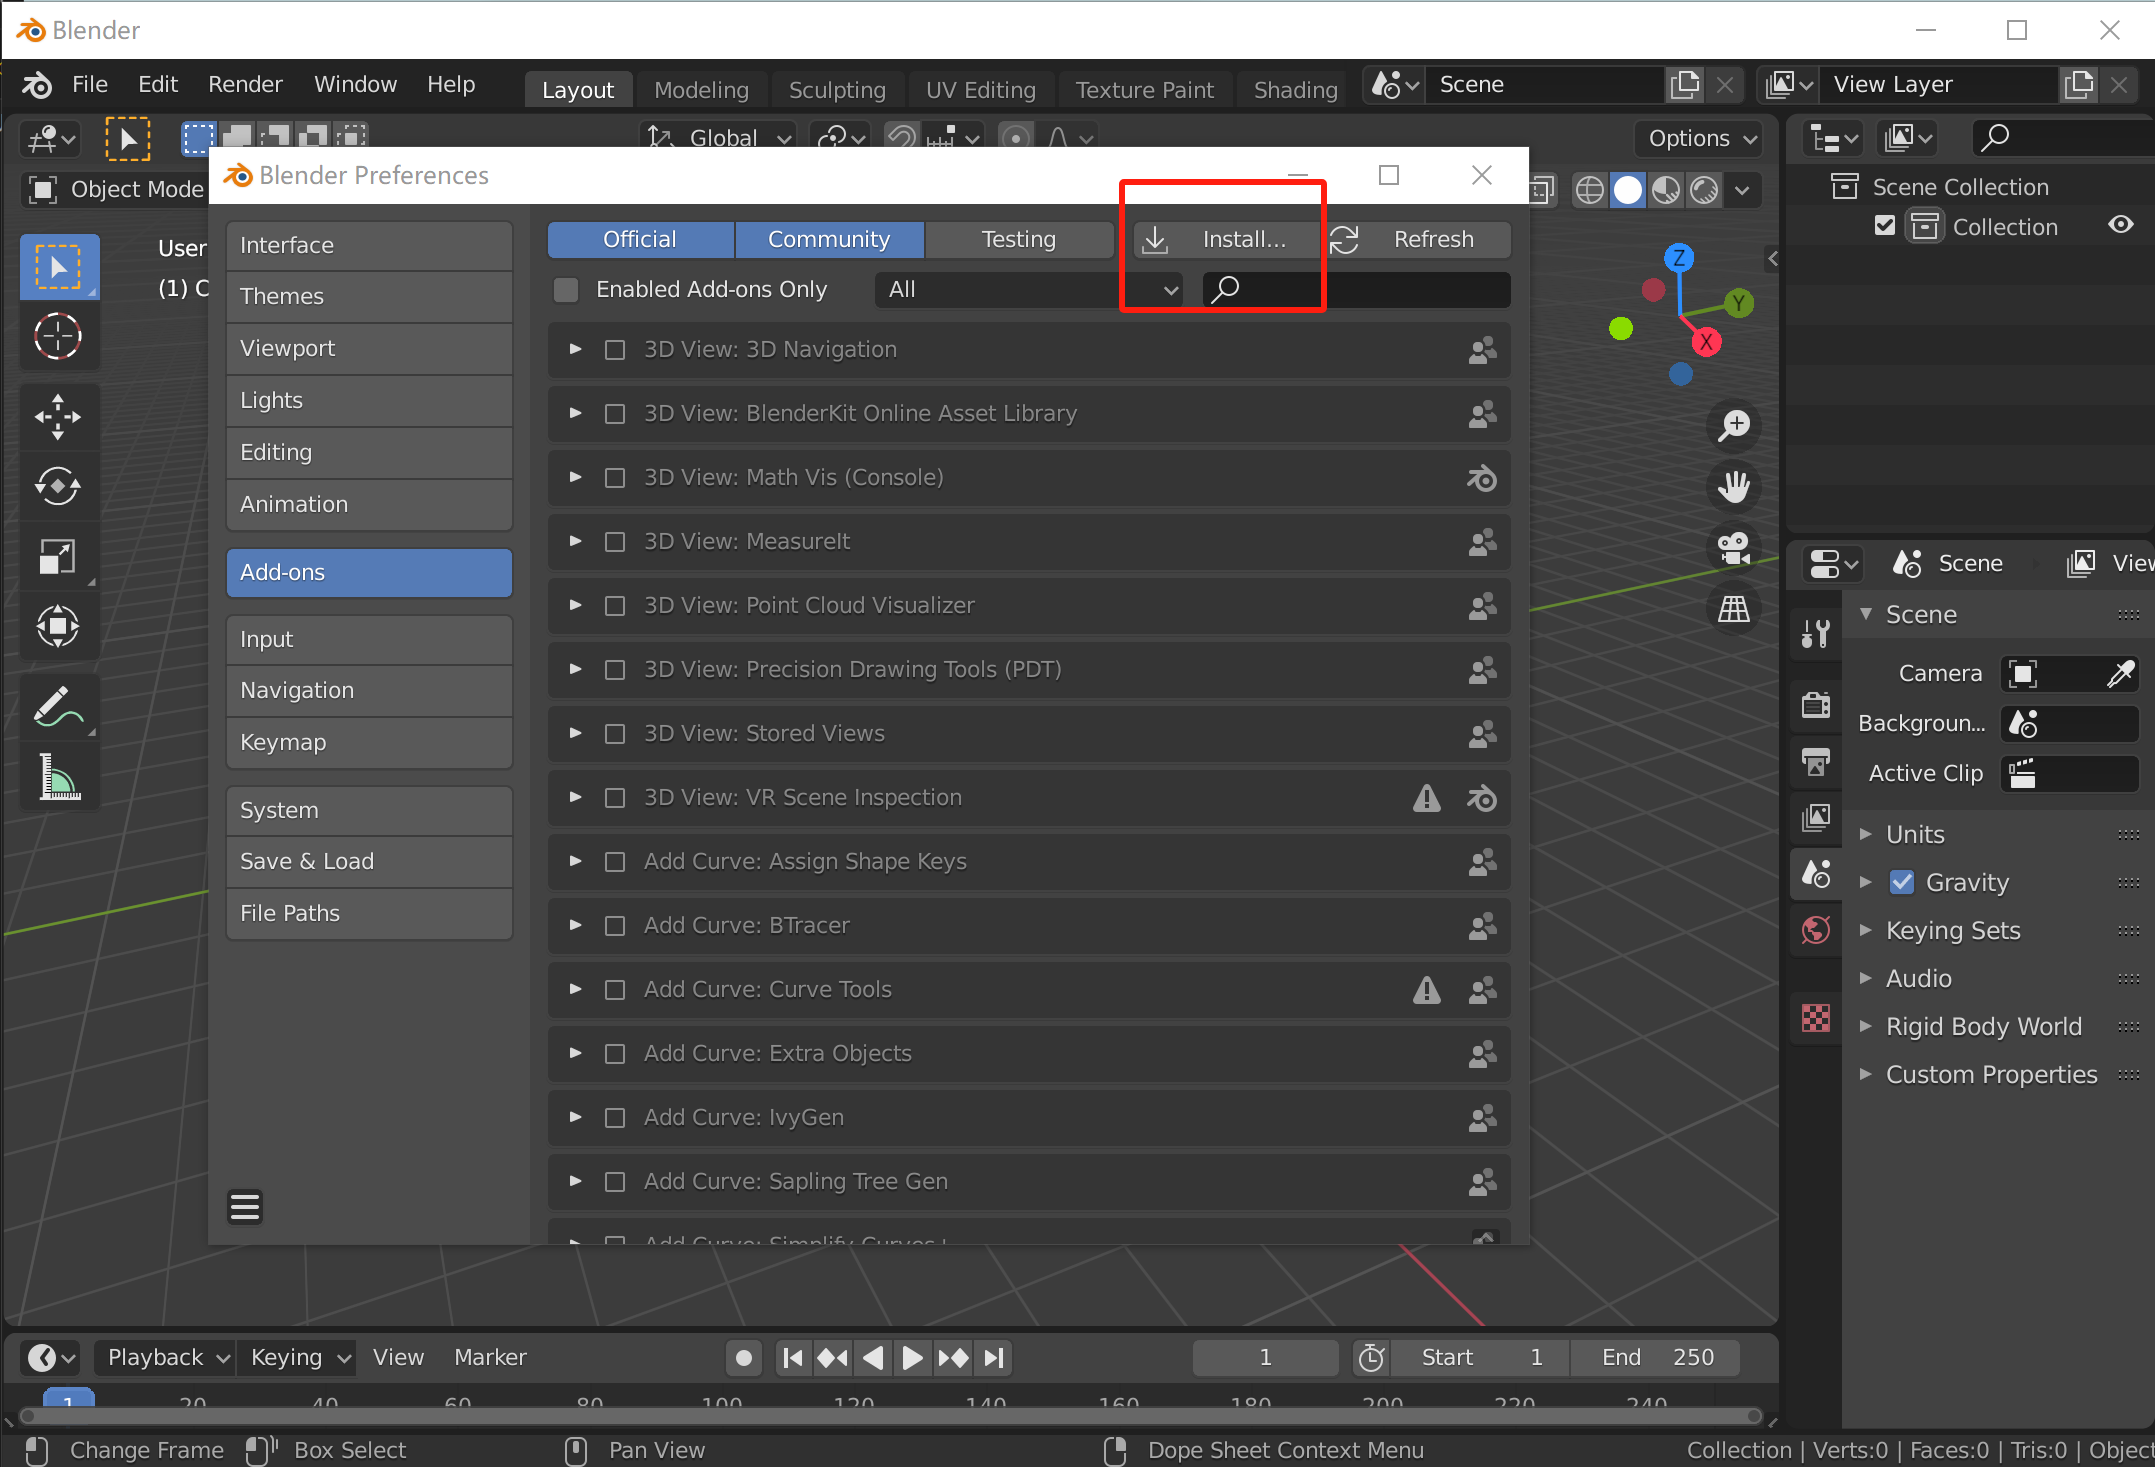 Blender
File Edit Render Window Help Layout Modeling Sculpting UV Editing Texture Paint Shading Scene View Layer
Global Options
Object Mode
User
(1) C
Blender Preferences
Interface
Themes
Viewport
Lights
Editing
Animation
Add-ons
Input
Navigation
Keymap
System
Save & Load
File Paths
Official Community Testing Install... Refresh
Enabled Add-ons Only All
3D View: 3D Navigation
3D View: BlenderKit Online Asset Library
3D View: Math Vis (Console)
3D View: MeasureIt
3D View: Point Cloud Visualizer
3D View: Precision Drawing Tools (PDT)
3D View: Stored Views
3D View: VR Scene Inspection
Add Curve: Assign Shape Keys
Add Curve: BTracer
Add Curve: Curve Tools
Add Curve: Extra Objects
Add Curve: IvyGen
Add Curve: Sapling Tree Gen
Add Curve: Simplify Curves
Z
Y
X
Scene Collection
Collection
Scene View
Scene
Camera
Backgroun...
Active Clip
Units
Gravity
Keying Sets
Audio
Rigid Body World
Custom Properties
Playback Keying View Marker 1 Start 1 End 250
1 20 40 60 80 100 120 140 160 180 200 220 240
Change Frame Box Select Pan View Dope Sheet Context Menu Collection | Verts:0 | Faces:0 | Tris:0 | Object